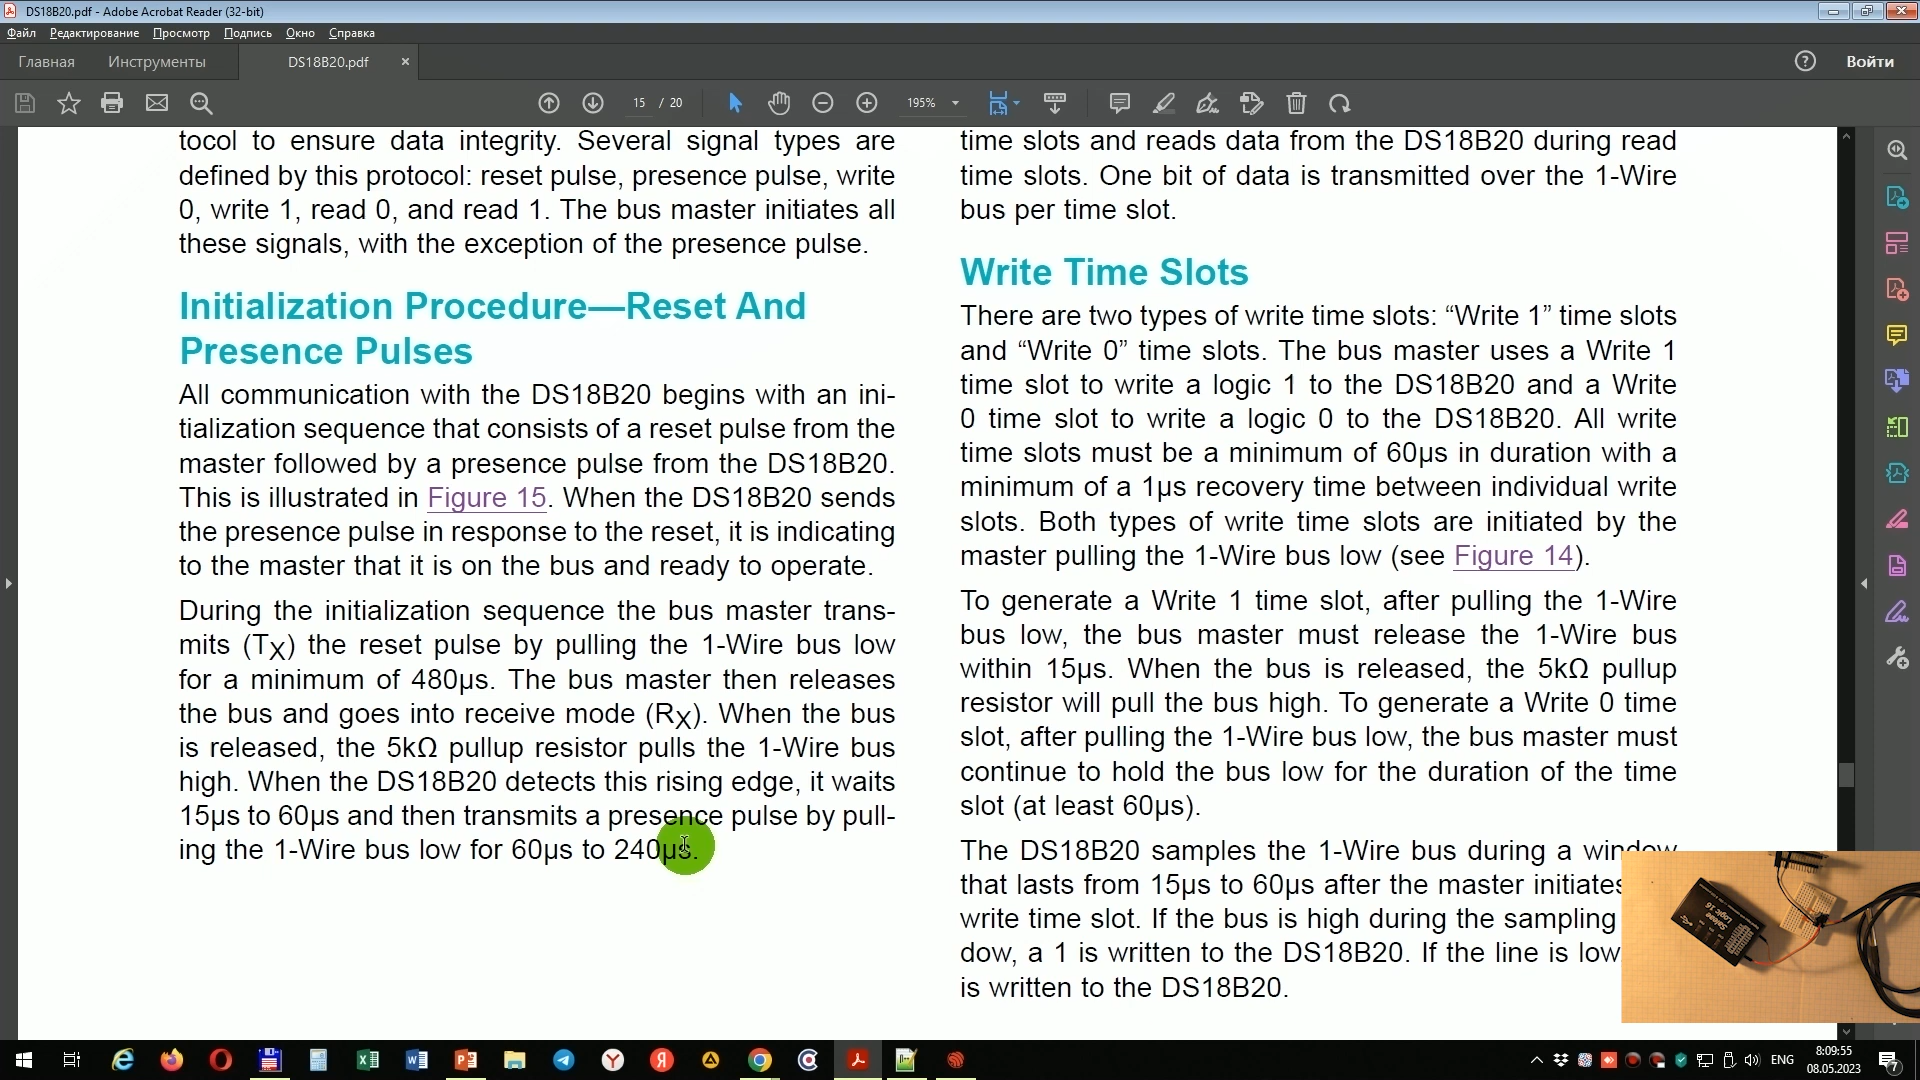 DS18B20.pdf - Adobe Acrobat Reader (32-bit)
Файл Редактирование Просмотр Подпись Окно Справка
Главная Инструменты DS18B20.pdf Войти
15 / 20 195%
tocol to ensure data integrity. Several signal types are
defined by this protocol: reset pulse, presence pulse, write
0, write 1, read 0, and read 1. The bus master initiates all
these signals, with the exception of the presence pulse.
Initialization Procedure—Reset And
Presence Pulses
All communication with the DS18B20 begins with an ini-
tialization sequence that consists of a reset pulse from the
master followed by a presence pulse from the DS18B20.
This is illustrated in Figure 15. When the DS18B20 sends
the presence pulse in response to the reset, it is indicating
to the master that it is on the bus and ready to operate.
During the initialization sequence the bus master trans-
mits (TX) the reset pulse by pulling the 1-Wire bus low
for a minimum of 480µs. The bus master then releases
the bus and goes into receive mode (RX). When the bus
is released, the 5kΩ pullup resistor pulls the 1-Wire bus
high. When the DS18B20 detects this rising edge, it waits
15µs to 60µs and then transmits a presence pulse by pull-
ing the 1-Wire bus low for 60µs to 240µs.
time slots and reads data from the DS18B20 during read
time slots. One bit of data is transmitted over the 1-Wire
bus per time slot.
Write Time Slots
There are two types of write time slots: “Write 1” time slots
and “Write 0” time slots. The bus master uses a Write 1
time slot to write a logic 1 to the DS18B20 and a Write
0 time slot to write a logic 0 to the DS18B20. All write
time slots must be a minimum of 60µs in duration with a
minimum of a 1µs recovery time between individual write
slots. Both types of write time slots are initiated by the
master pulling the 1-Wire bus low (see Figure 14).
To generate a Write 1 time slot, after pulling the 1-Wire
bus low, the bus master must release the 1-Wire bus
within 15µs. When the bus is released, the 5kΩ pullup
resistor will pull the bus high. To generate a Write 0 time
slot, after pulling the 1-Wire bus low, the bus master must
continue to hold the bus low for the duration of the time
slot (at least 60µs).
The DS18B20 samples the 1-Wire bus during a window
that lasts from 15µs to 60µs after the master initiates
write time slot. If the bus is high during the sampling
dow, a 1 is written to the DS18B20. If the line is low
is written to the DS18B20.
Saleae
Logic 16
ENG
8:09:55
08.05.2023
7